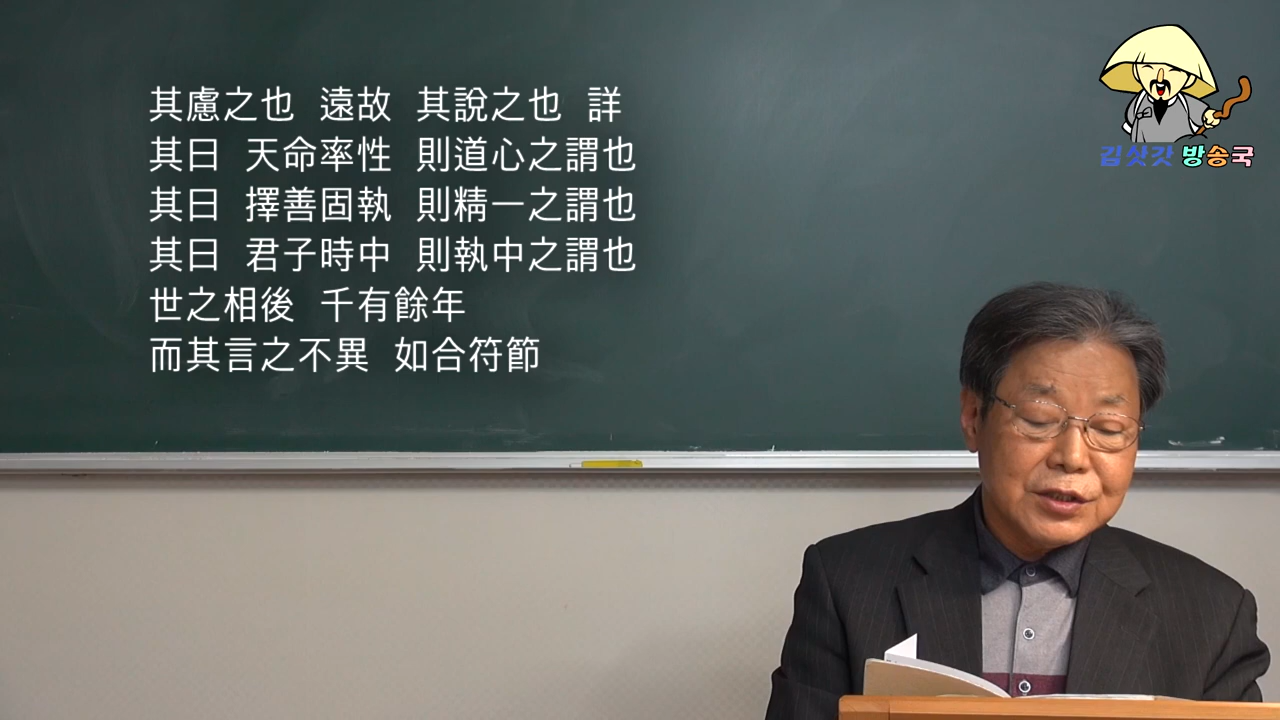 其慮之也 遠故 其說之也 詳
其曰 天命率性 則道心之謂也
其曰 擇善固執 則精一之謂也
其曰 君子時中 則執中之謂也
世之相後 千有餘年
而其言之不異 如合符節
김삿갓 방송국